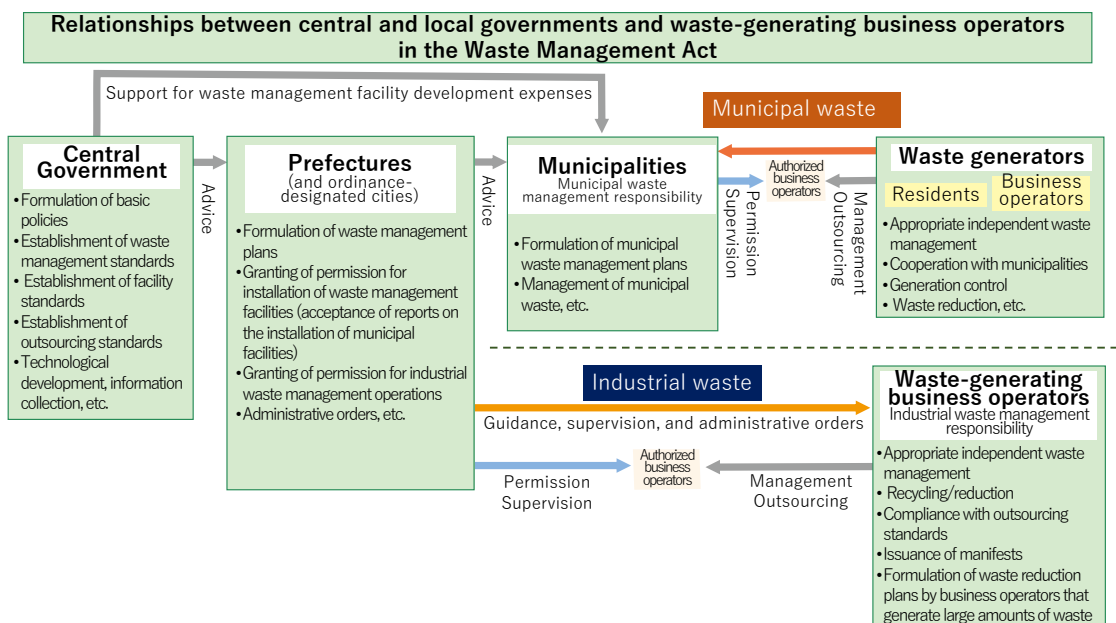 Relationships between central and local governments and waste-generating business operators
in the Waste Management Act
Support for waste management facility development expenses
Municipal waste
Central
Government
•Formulation of basic
policies
•Establishment of waste
management standards
• Establishment of facility
standards
•Establishment of
outsourcing standards
•Technological
development, information
collection, etc.
Advice
Prefectures
(and ordinance-
designated cities)
•Formulation of waste management
plans
•Granting of permission for
installation of waste management
facilities (acceptance of reports on
the installation of municipal
facilities)
•Granting of permission for industrial
waste management operations
•Administrative orders, etc.
Advice
Municipalities
Municipal waste
management responsibility
•Formulation of municipal
waste management plans
•Management of municipal
waste, etc.
Permission
Supervision
Authorized
business
operators
Management
Outsourcing
Waste generators
Residents
Business
operators
•Appropriate independent waste
management
•Cooperation with municipalities
•Generation control
• Waste reduction, etc.
Industrial waste
Guidance, supervision, and administrative orders
Permission
Supervision
Authorized
business
operators
Management
Outsourcing
Waste-generating
business operators
Industrial waste management
responsibility
•Appropriate independent waste
management
• Recycling/reduction
•Compliance with outsourcing
standards
•Issuance of manifests
•Formulation of waste reduction
plans by business operators that
generate large amounts of waste